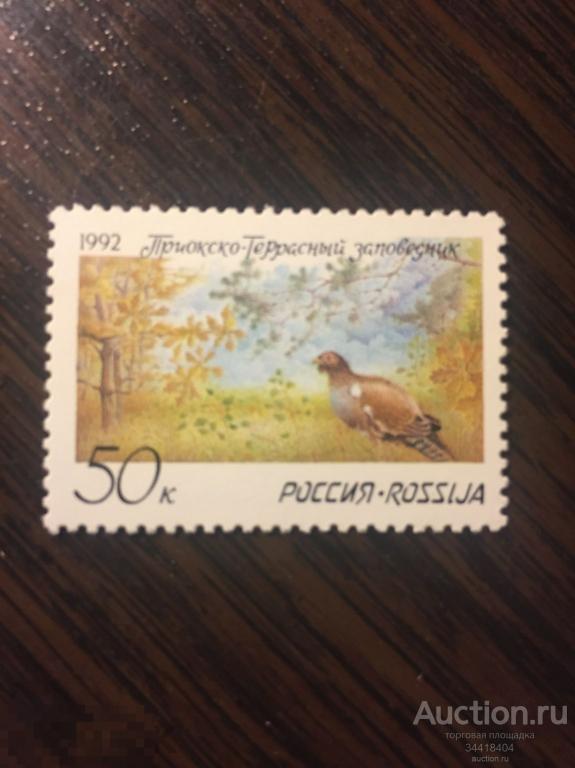 1992 Приокско-Террасный заповедник
50к РОССИЯ·ROSSIJA
Auction.ru
торговая площадка
34418404
auction.ru